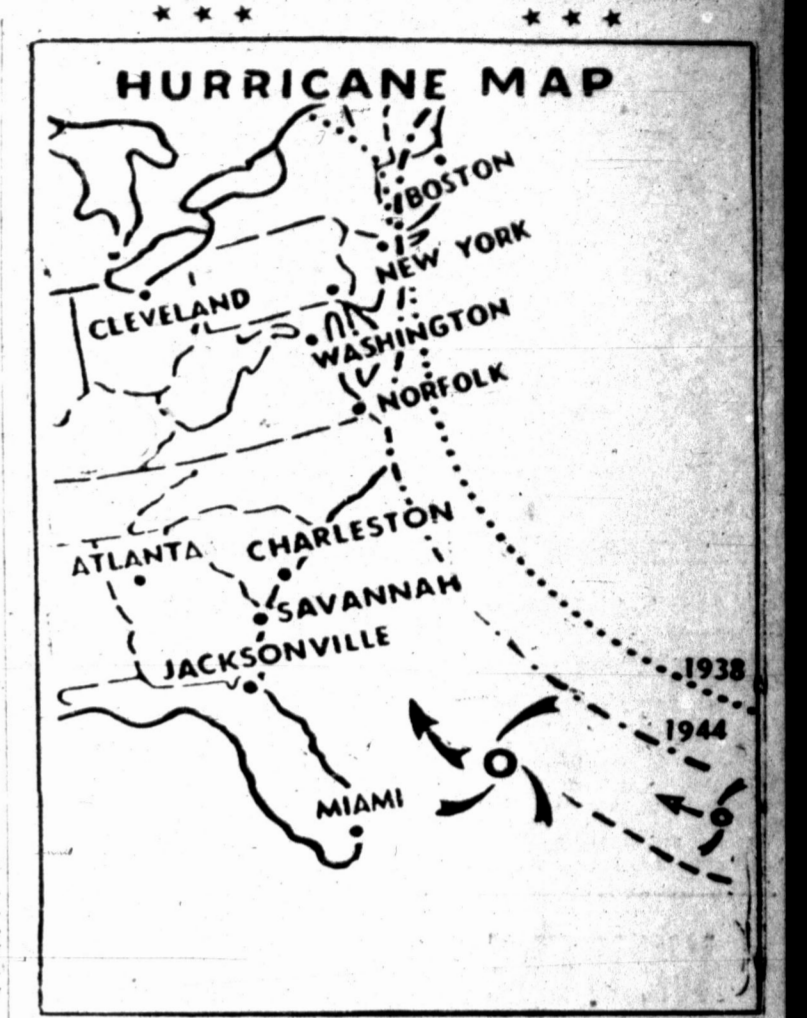 HURRICANE MAP
BOSTON
NEW YORK
CLEVELAND
WASHINGTON
NORFOLK
ATLANTA
CHARLESTON
SAVANNAH
JACKSONVILLE
1938
1944
MIAMI